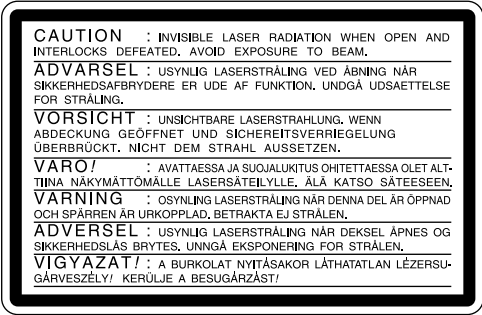 CAUTION : INVISIBLE LASER RADIATION WHEN OPEN AND
INTERLOCKS DEFEATED. AVOID EXPOSURE TO BEAM.
ADVARSEL : USYNLIG LASERSTRÅLING VED ÅBNING NÅR
SIKKERHEDSAFBRYDERE ER UDE AF FUNKTION. UNDGÅ UDSAETTELSE
FOR STRÅLING.
VORSICHT : UNSICHTBARE LASERSTRAHLUNG. WENN
ABDECKUNG GEÖFFNET UND SICHEREITSVERRIEGELUNG
ÜBERBRÜCKT. NICHT DEM STRAHL AUSSETZEN.
VARO! : AVATTAESSA JA SUOJALUKITUS OHITETTAESSA OLET ALT-
TIINA NÄKYMÄTTÖMÄLLE LASERSÄTEILYLLE. ÄLÄ KATSO SÄTEESEEN.
VARNING : OSYNLIG LASERSTRÅLING NÄR DENNA DEL ÄR ÖPPNAD
OCH SPÄRREN ÄR URKOPPLAD. BETRAKTA EJ STRÅLEN.
ADVERSEL : USYNLIG LASERSTRÅLING NÅR DEKSEL ÅPNES OG
SIKKERHEDSLÅS BRYTES. UNNGÅ EKSPONERING FOR STRÅLEN.
VIGYAZAT! : A BURKOLAT NYITÁSAKOR LÁTHATATLAN LÉZERSU-
GÁRVESZÉLY! KERÜLJE A BESUGÁRZÁST!